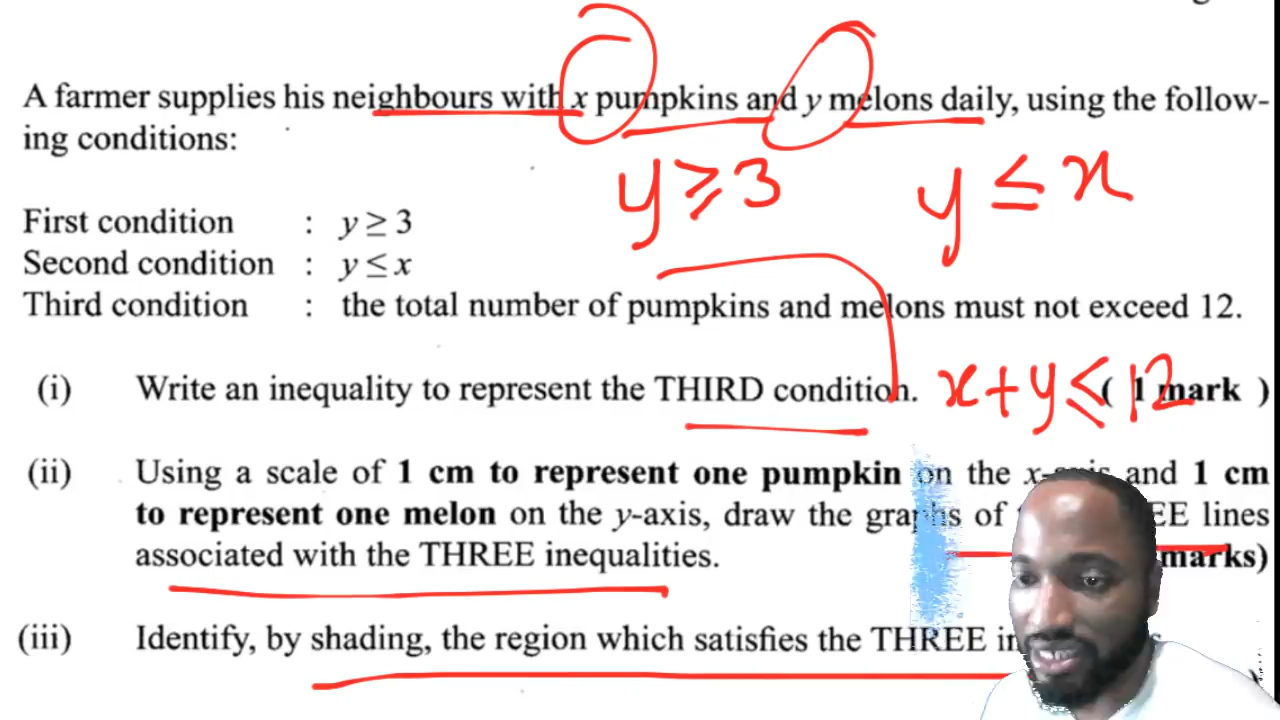 A farmer supplies his neighbours with x pumpkins and y melons daily, using the follow-
ing conditions:
y ≥ 3 y ≤ x
First condition : y ≥ 3
Second condition : y ≤ x
Third condition : the total number of pumpkins and melons must not exceed 12.
(i) Write an inequality to represent the THIRD condition. x + y ≤ 12 ( 1 mark )
(ii) Using a scale of 1 cm to represent one pumpkin on the x-axis and 1 cm
to represent one melon on the y-axis, draw the graphs of lines
associated with the THREE inequalities. marks)
(iii) Identify, by shading, the region which satisfies the THREE